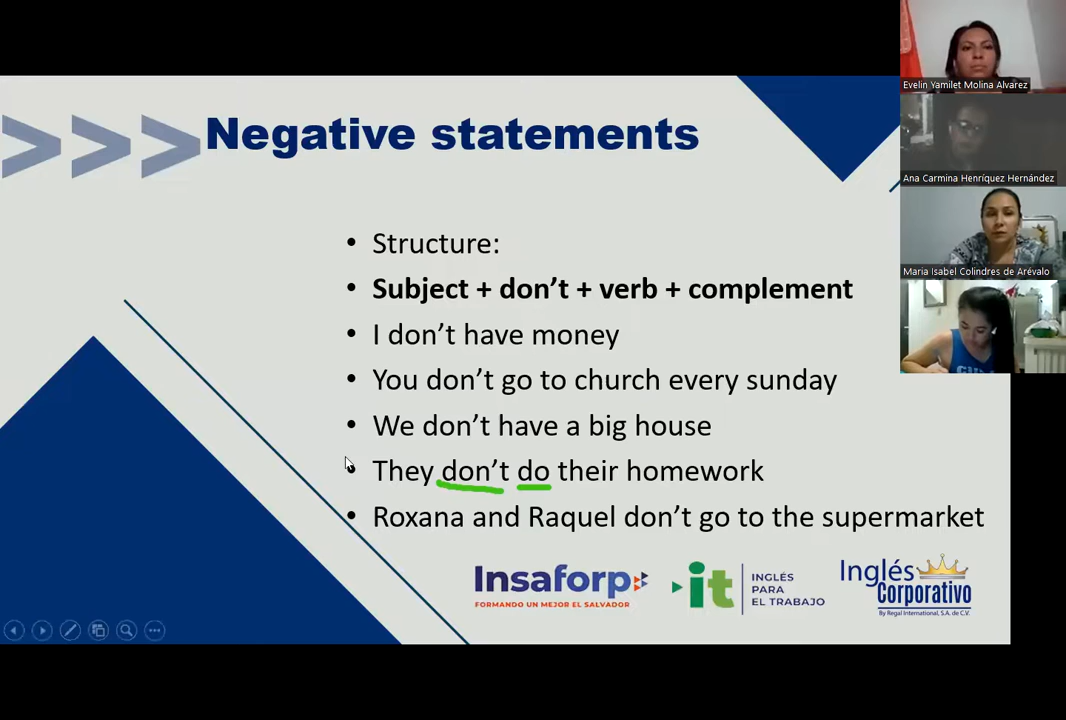 >>> Negative statements
Evelin Yamilet Molina Alvarez
Ana Carmina Henríquez Hernández
Maria Isabel Colindres de Arévalo
• Structure:
• Subject + don't + verb + complement
• I don't have money
• You don't go to church every sunday
• We don't have a big house
• They don't do their homework
• Roxana and Raquel don't go to the supermarket
Insaforp
FORMANDO UN MEJOR EL SALVADOR
it
INGLÉS
PARA
EL TRABAJO
Inglés
Corporativo
By Regal International, S.A. de C.V.